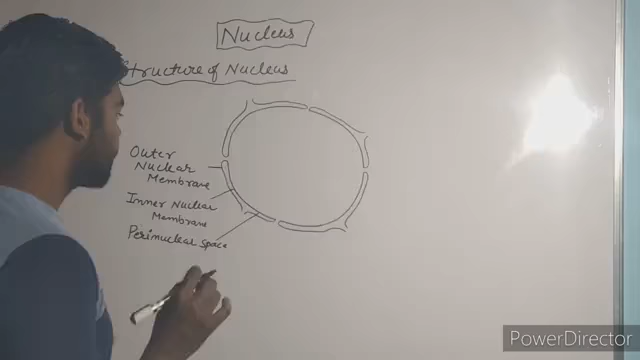 Nucleus
Structure of Nucleus
Outer
Nuclear
Membrane
Inner Nuclear
Membrane
Perinuclear space
PowerDirector